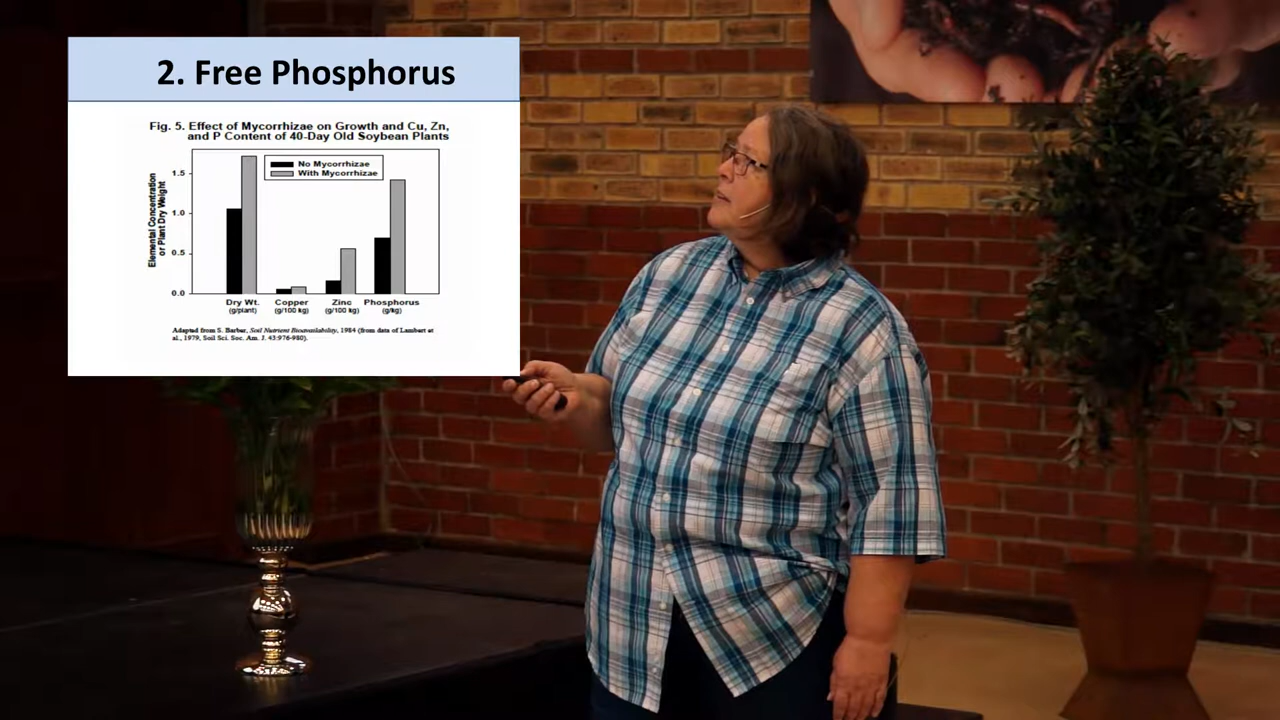 2. Free Phosphorus
Fig. 5. Effect of Mycorrhizae on Growth and Cu, Zn,
and P Content of 40-Day Old Soybean Plants
No Mycorrhizae
With Mycorrhizae
Elemental Concentration
or Plant Dry Weight
1.5
1.0
0.5
0.0
Dry Wt. Copper Zinc Phosphorus
(g/plant) (g/100 kg) (g/100 kg) (g/kg)
Adapted from S. Barber, Soil Nutrient Bioavailability, 1984 (from data of Lambert et
al., 1979, Soil Sci. Soc. Am. J. 43:976-980).